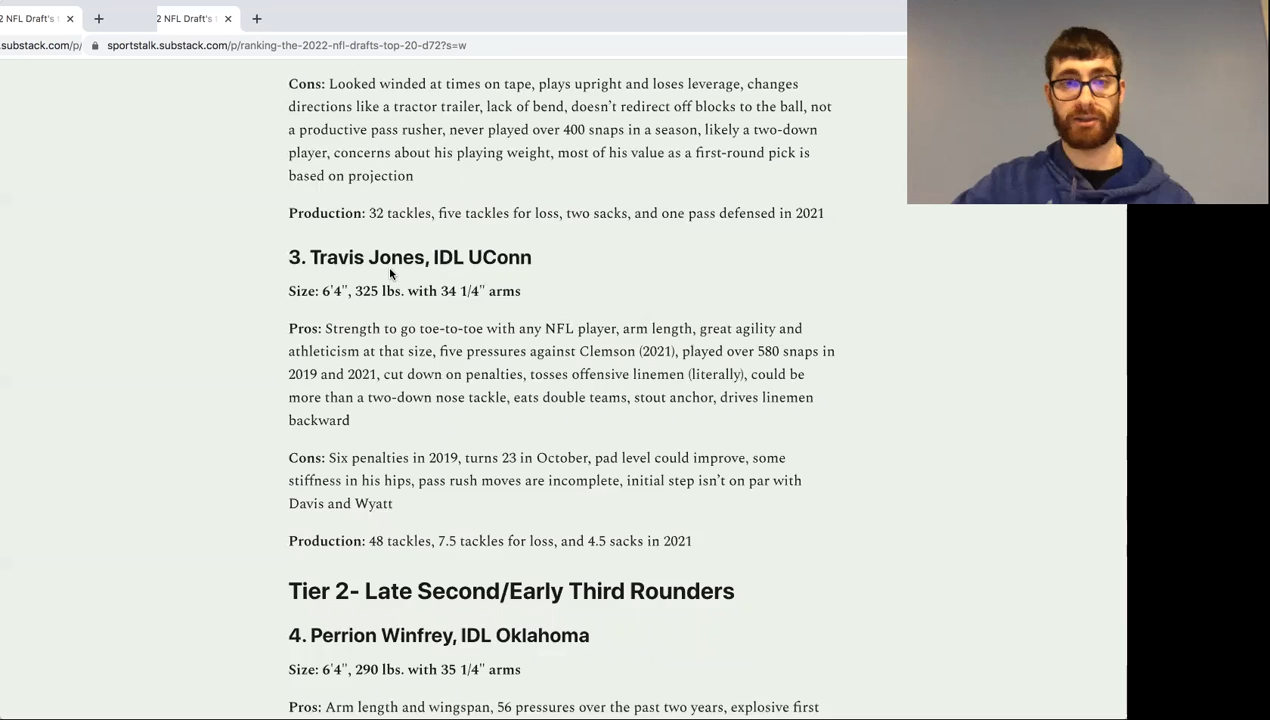 2 NFL Draft's
2 NFL Draft's
.substack.com/p/
sportstalk.substack.com/p/ranking-the-2022-nfl-drafts-top-20-d72?s=w
Cons: Looked winded at times on tape, plays upright and loses leverage, changes
directions like a tractor trailer, lack of bend, doesn’t redirect off blocks to the ball, not
a productive pass rusher, never played over 400 snaps in a season, likely a two-down
player, concerns about his playing weight, most of his value as a first-round pick is
based on projection
Production: 32 tackles, five tackles for loss, two sacks, and one pass defensed in 2021
3. Travis Jones, IDL UConn
Size: 6'4", 325 lbs. with 34 1/4" arms
Pros: Strength to go toe-to-toe with any NFL player, arm length, great agility and
athleticism at that size, five pressures against Clemson (2021), played over 580 snaps in
2019 and 2021, cut down on penalties, tosses offensive linemen (literally), could be
more than a two-down nose tackle, eats double teams, stout anchor, drives linemen
backward
Cons: Six penalties in 2019, turns 23 in October, pad level could improve, some
stiffness in his hips, pass rush moves are incomplete, initial step isn’t on par with
Davis and Wyatt
Production: 48 tackles, 7.5 tackles for loss, and 4.5 sacks in 2021
Tier 2- Late Second/Early Third Rounders
4. Perrion Winfrey, IDL Oklahoma
Size: 6'4", 290 lbs. with 35 1/4" arms
Pros: Arm length and wingspan, 56 pressures over the past two years, explosive first